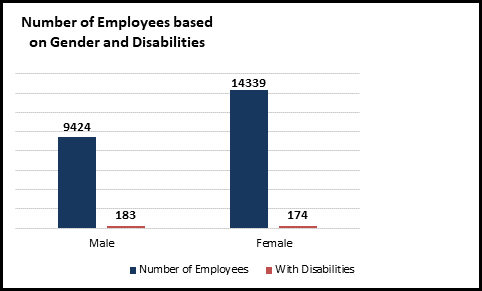 Number of Employees based
on Gender and Disabilities
14339
9424
183
174
Male
Female
Number of Employees
With Disabilities